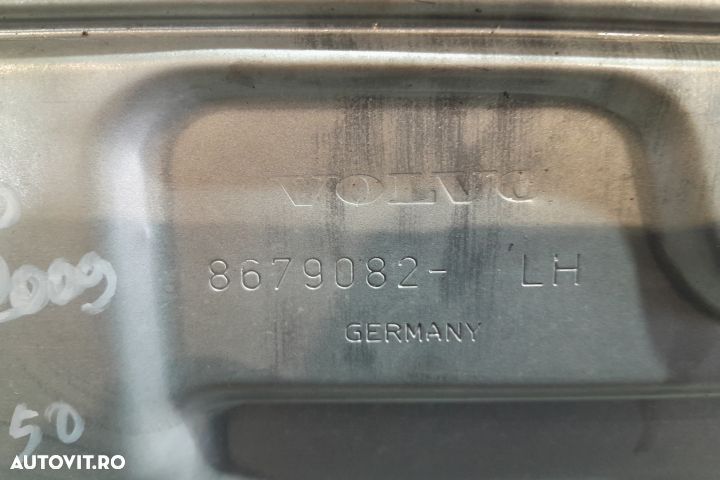 VOLVO
8679082- LH
GERMANY
2009
50
AUTOVIT.RO